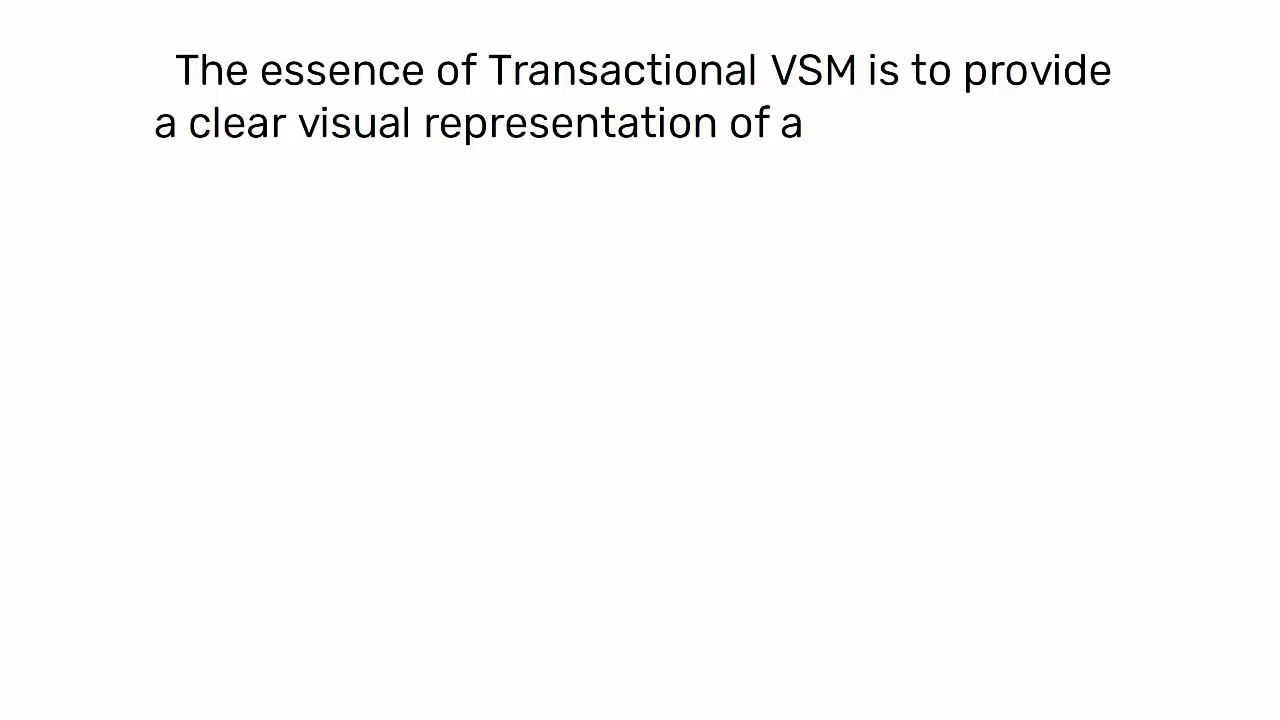 The essence of Transactional VSM is to provide
a clear visual representation of a